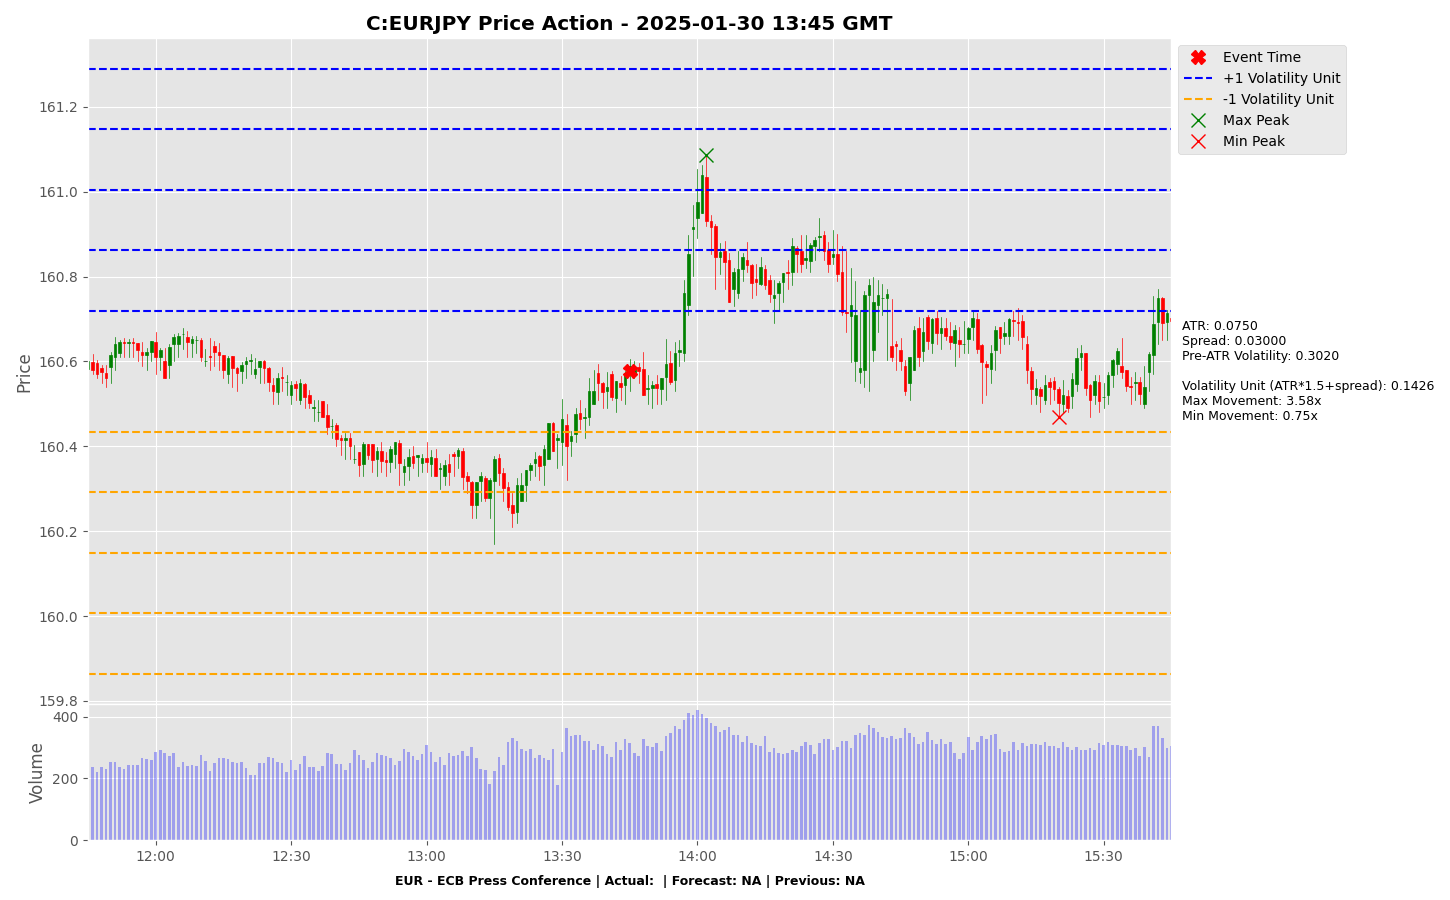 C:EURJPY Price Action - 2025-01-30 13:45 GMT
Event Time
+1 Volatility Unit
-1 Volatility Unit
Max Peak
Min Peak
Price
161.2
161.0
160.8
160.6
160.4
160.2
160.0
159.8
ATR: 0.0750
Spread: 0.03000
Pre-ATR Volatility: 0.3020
Volatility Unit (ATR*1.5+spread): 0.1426
Max Movement: 3.58x
Min Movement: 0.75x
Volume
400
200
0
12:00 12:30 13:00 13:30 14:00 14:30 15:00 15:30
EUR - ECB Press Conference | Actual:  | Forecast: NA | Previous: NA